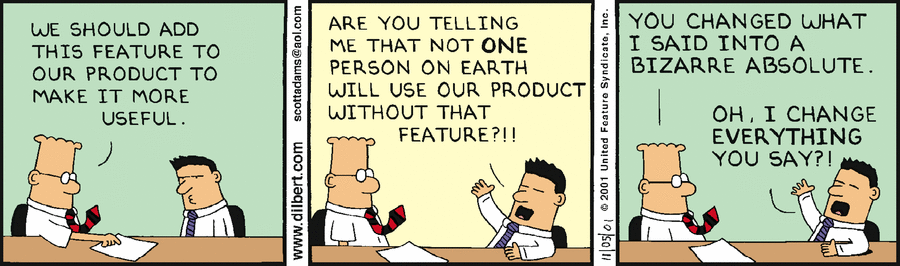 WE SHOULD ADD
THIS FEATURE TO
OUR PRODUCT TO
MAKE IT MORE
USEFUL.
www.dilbert.com scottadams@aol.com
ARE YOU TELLING
ME THAT NOT ONE
PERSON ON EARTH
WILL USE OUR PRODUCT
WITHOUT THAT
FEATURE?!!
11/05/01 © 2001 United Feature Syndicate, Inc.
YOU CHANGED WHAT
I SAID INTO A
BIZARRE ABSOLUTE.
OH, I CHANGE
EVERYTHING
YOU SAY?!